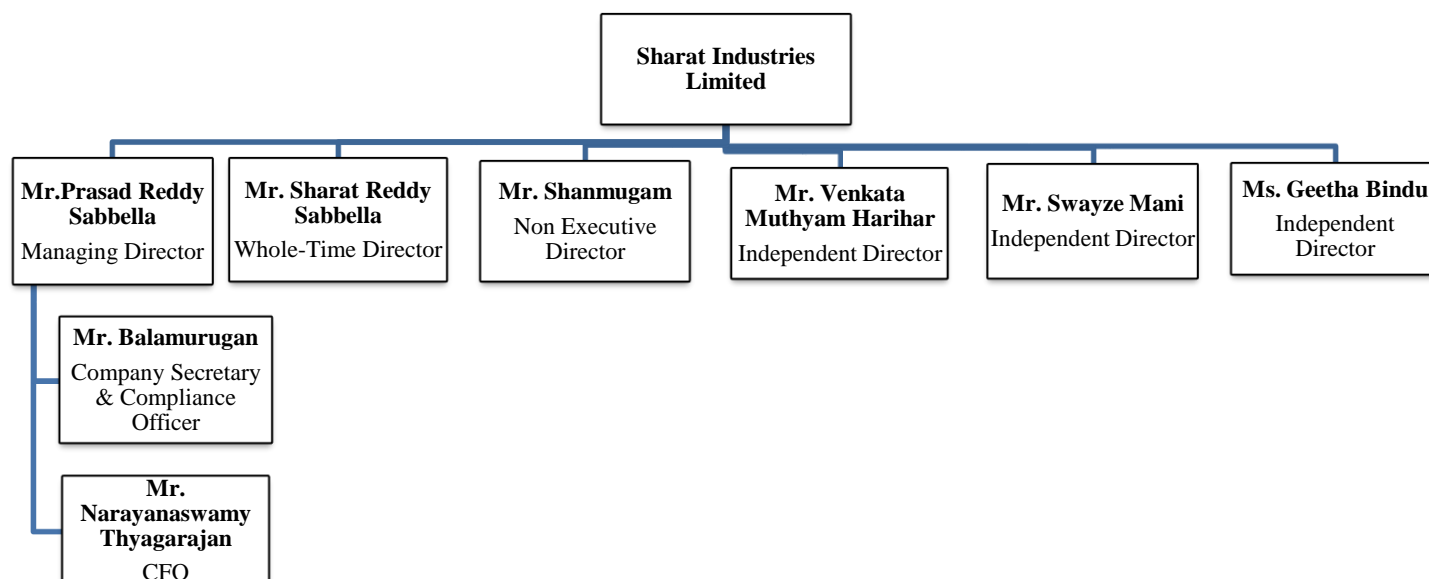 Sharat Industries
Limited
Mr.Prasad Reddy
Sabbella
Managing Director
Mr. Sharat Reddy
Sabbella
Whole-Time Director
Mr. Shanmugam
Non Executive
Director
Mr. Venkata
Muthyam Harihar
Independent Director
Mr. Swayze Mani
Independent Director
Ms. Geetha Bindu
Independent
Director
Mr. Balamurugan
Company Secretary
& Compliance
Officer
Mr.
Narayanaswamy
Thyagarajan
CFO